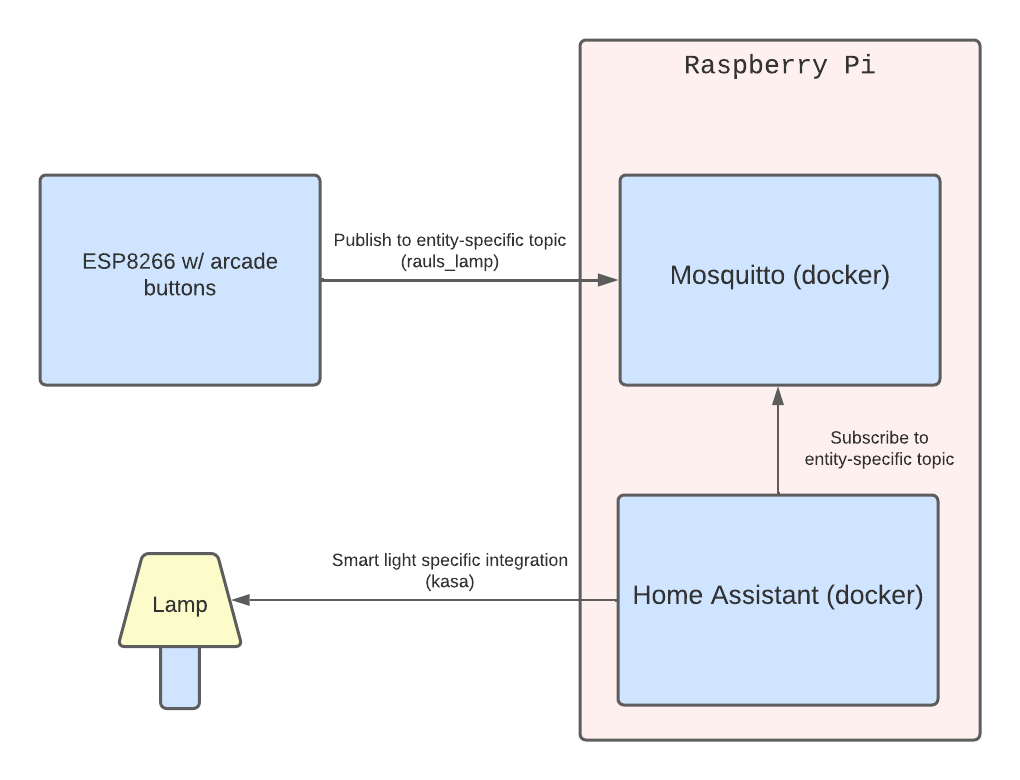 Raspberry Pi
ESP8266 w/ arcade
buttons
Publish to entity-specific topic
(rauls_lamp)
Mosquitto (docker)
Subscribe to
entity-specific topic
Smart light specific integration
(kasa)
Home Assistant (docker)
Lamp